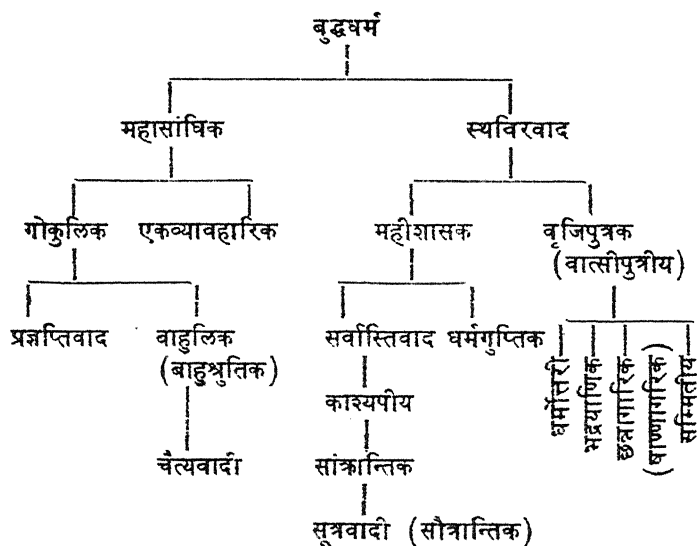 बुद्धधर्म
महासांघिक स्थविरवाद
गोकुलिक एकव्यावहारिक महीशासक वृजिपुत्रक
(वात्सीपुत्रीय)
प्रज्ञप्तिवाद वाहुलिक सर्वास्तिवाद धर्मगुप्तिक
(बाहुश्रुतिक)
धर्मोत्तरी
भद्रयाणिक
छन्नागारिक
(षाण्णागरिक)
सम्मितीय
काश्यपीय
चैत्यवादी सांक्रान्तिक
सूत्रवादी (सौत्रान्तिक)